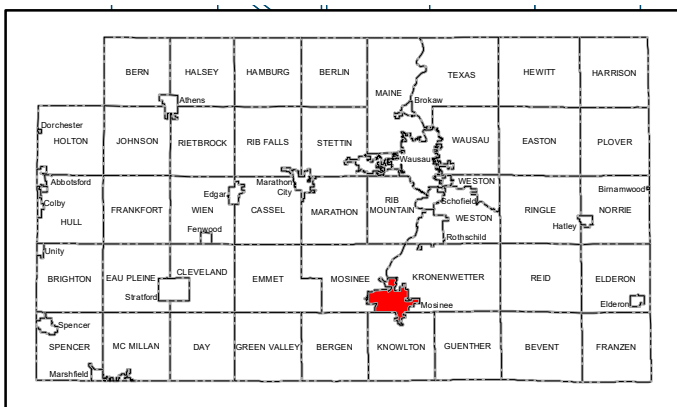 BERN HALSEY HAMBURG BERLIN TEXAS HEWITT HARRISON
MAINE
Athens
Brokaw
Dorchester
HOLTON JOHNSON RIETBROCK RIB FALLS STETTIN WAUSAU EASTON PLOVER
Wausau
Abbotsford
Marathon
City
WESTON
Birnamwood
Edgar
Colby
HULL FRANKFORT WIEN CASSEL MARATHON RIB
MOUNTAIN
Schofield
WESTON
RINGLE NORRIE
Hatley
Fenwood
Rothschild
Unity
BRIGHTON EAU PLEINE CLEVELAND EMMET MOSINEE KRONENWETTER REID ELDERON
Stratford
Mosinee
Elderon
Spencer
SPENCER MC MILLAN DAY GREEN VALLEY BERGEN KNOWLTON GUENTHER BEVENT FRANZEN
Marshfield